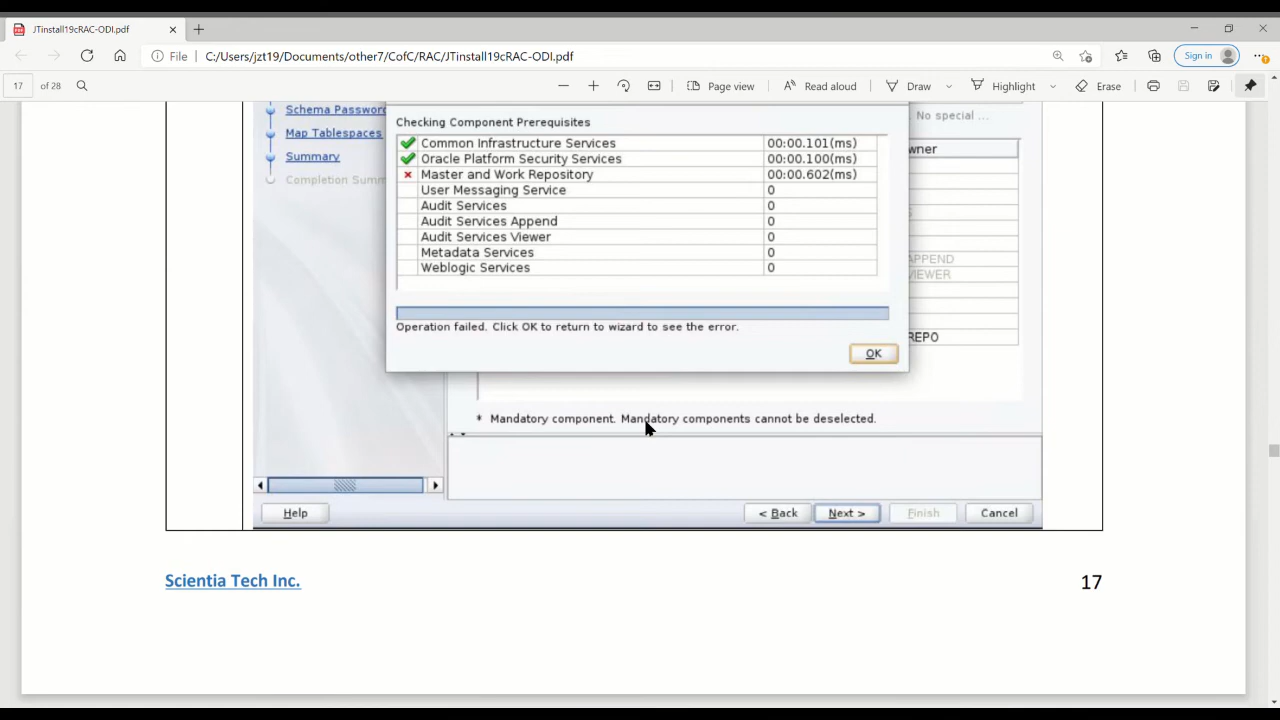 JTinstall19cRAC-ODI.pdf
File C:/Users/jzt19/Documents/other7/CofC/RAC/JTinstall19cRAC-ODI.pdf Sign in
17 of 28 Page view Read aloud Draw Highlight Erase
Schema Password
Map Tablespaces
Summary
Completion Summ
Checking Component Prerequisites
Common Infrastructure Services 00:00.101(ms)
Oracle Platform Security Services 00:00.100(ms)
Master and Work Repository 00:00.602(ms)
User Messaging Service 0
Audit Services 0
Audit Services Append 0
Audit Services Viewer 0
Metadata Services 0
Weblogic Services 0
Operation failed. Click OK to return to wizard to see the error.
OK
. No special ...
wner
APPEND
VIEWER
REPO
* Mandatory component. Mandatory components cannot be deselected.
Help < Back Next > Finish Cancel
Scientia Tech Inc. 17